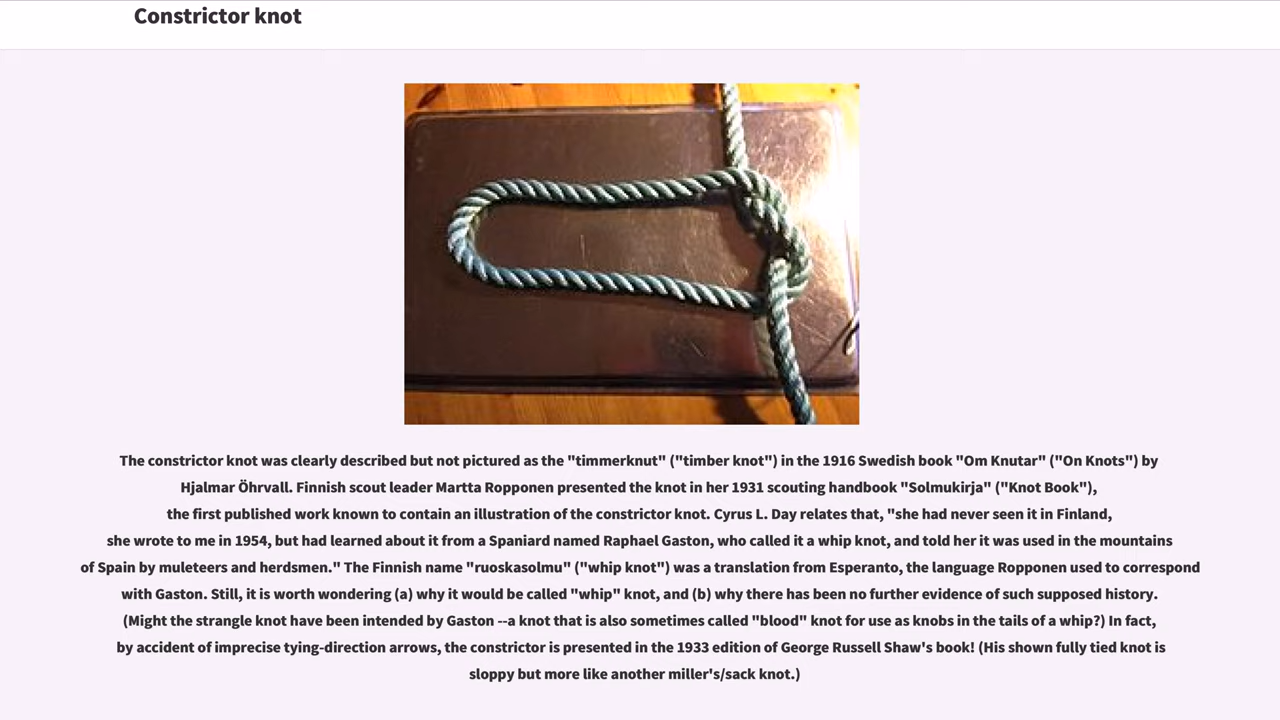 Constrictor knot
The constrictor knot was clearly described but not pictured as the "timmerknut" ("timber knot") in the 1916 Swedish book "Om Knutar" ("On Knots") by
Hjalmar Öhrvall. Finnish scout leader Martta Ropponen presented the knot in her 1931 scouting handbook "Solmukirja" ("Knot Book"),
the first published work known to contain an illustration of the constrictor knot. Cyrus L. Day relates that, "she had never seen it in Finland,
she wrote to me in 1954, but had learned about it from a Spaniard named Raphael Gaston, who called it a whip knot, and told her it was used in the mountains
of Spain by muleteers and herdsmen." The Finnish name "ruoskasolmu" ("whip knot") was a translation from Esperanto, the language Ropponen used to correspond
with Gaston. Still, it is worth wondering (a) why it would be called "whip" knot, and (b) why there has been no further evidence of such supposed history.
(Might the strangle knot have been intended by Gaston --a knot that is also sometimes called "blood" knot for use as knobs in the tails of a whip?) In fact,
by accident of imprecise tying-direction arrows, the constrictor is presented in the 1933 edition of George Russell Shaw's book! (His shown fully tied knot is
sloppy but more like another miller's/sack knot.)